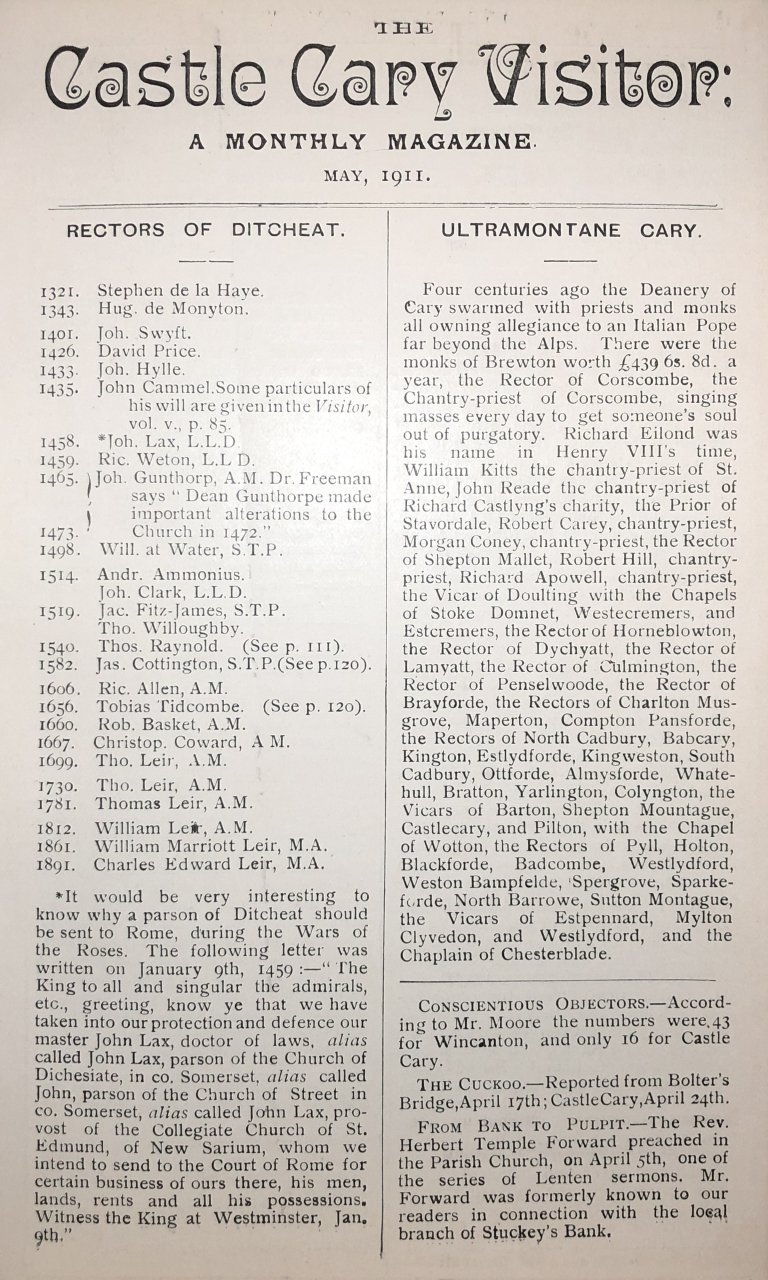 THE
Castle Cary Visitor:
A MONTHLY MAGAZINE.
MAY, 1911.
RECTORS OF DITCHEAT.
1321. Stephen de la Haye.
1343. Hug. de Monyton.
1401. Joh. Swyft.
1426. David Price.
1433. Joh. Hylle.
1435. John Cammel. Some particulars of
his will are given in the Visitor,
vol. v., p. 85.
1458. *Joh. Lax, L.L.D.
1459. Ric. Weton, L.L D.
1465. Joh. Gunthorp, A.M. Dr. Freeman
says " Dean Gunthorpe made
important alterations to the
1473. Church in 1472."
1498. Will. at Water, S.T.P.
1514. Andr. Ammonius.
Joh. Clark, L.L.D.
1519. Jac. Fitz-James, S.T.P.
Tho. Willoughby.
1540. Thos. Raynold. (See p. 111).
1582. Jas. Cottington, S.T.P.(See p.120).
1606. Ric. Allen, A.M.
1656. Tobias Tidcombe. (See p. 120).
1660. Rob. Basket, A.M.
1667. Christop. Coward, A M.
1699. Tho. Leir, A.M.
1730. Tho. Leir, A.M.
1781. Thomas Leir, A.M.
1812. William Leir, A.M.
1861. William Marriott Leir, M.A.
1891. Charles Edward Leir, M.A.
*It would be very interesting to
know why a parson of Ditcheat should
be sent to Rome, during the Wars of
the Roses. The following letter was
written on January 9th, 1459 :—" The
King to all and singular the admirals,
etc., greeting, know ye that we have
taken into our protection and defence our
master John Lax, doctor of laws, alias
called John Lax, parson of the Church of
Dichesiate, in co. Somerset, alias called
John, parson of the Church of Street in
co. Somerset, alias called John Lax, pro-
vost of the Collegiate Church of St.
Edmund, of New Sarium, whom we
intend to send to the Court of Rome for
certain business of ours there, his men,
lands, rents and all his possessions.
Witness the King at Westminster, Jan.
9th."
ULTRAMONTANE CARY.
Four centuries ago the Deanery of
Cary swarmed with priests and monks
all owning allegiance to an Italian Pope
far beyond the Alps. There were the
monks of Brewton worth £439 6s. 8d. a
year, the Rector of Corscombe, the
Chantry-priest of Corscombe, singing
masses every day to get someone's soul
out of purgatory. Richard Eilond was
his name in Henry VIII's time,
William Kitts the chantry-priest of St.
Anne, John Reade the chantry-priest of
Richard Castlyng's charity, the Prior of
Stavordale, Robert Carey, chantry-priest,
Morgan Coney, chantry-priest, the Rector
of Shepton Mallet, Robert Hill, chantry-
priest, Richard Apowell, chantry-priest,
the Vicar of Doulting with the Chapels
of Stoke Domnet, Westecremers, and
Estcremers, the Rector of Horneblowton,
the Rector of Dychyatt, the Rector of
Lamyatt, the Rector of Culmington, the
Rector of Penselwoode, the Rector of
Brayforde, the Rectors of Charlton Mus-
grove, Maperton, Compton Pansforde,
the Rectors of North Cadbury, Babcary,
Kington, Estlydforde, Kingweston, South
Cadbury, Ottforde, Almysforde, Whate-
hull, Bratton, Yarlington, Colyngton, the
Vicars of Barton, Shepton Mountague,
Castlecary, and Pilton, with the Chapel
of Wotton, the Rectors of Pyll, Holton,
Blackforde, Badcombe, Westlydford,
Weston Bampfelde, Spergrove, Sparke-
forde, North Barrowe, Sutton Montague,
the Vicars of Estpennard, Mylton
Clyvedon, and Westlydford, and the
Chaplain of Chesterblade.
CONSCIENTIOUS OBJECTORS.—Accord-
ing to Mr. Moore the numbers were 43
for Wincanton, and only 16 for Castle
Cary.
THE CUCKOO.—Reported from Bolter's
Bridge, April 17th; Castle Cary, April 24th.
FROM BANK TO PULPIT.—The Rev.
Herbert Temple Forward preached in
the Parish Church, on April 5th, one of
the series of Lenten sermons. Mr.
Forward was formerly known to our
readers in connection with the local
branch of Stuckey's Bank.